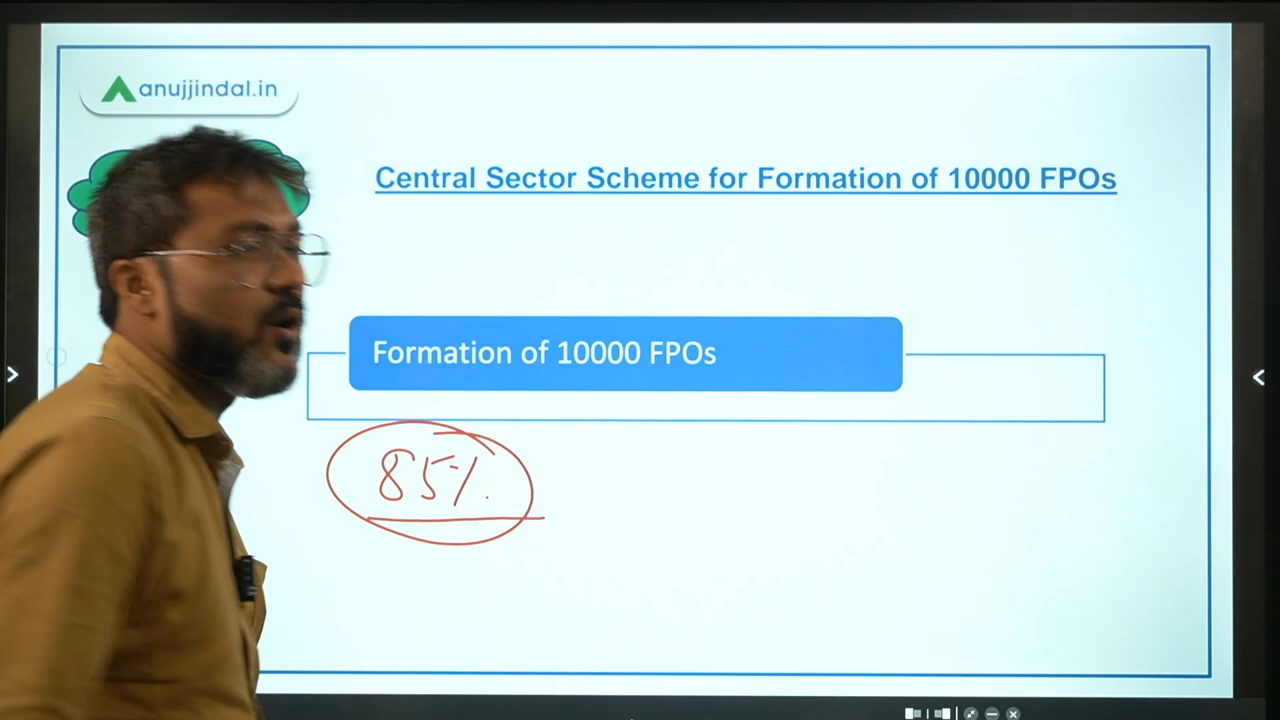 anujjindal.in
Central Sector Scheme for Formation of 10000 FPOs
Formation of 10000 FPOs
85%